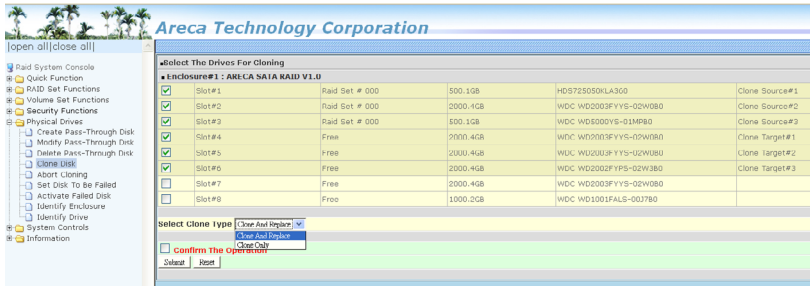 Areca Technology Corporation
|open all|close all|
Raid System Console
Quick Function
RAID Set Functions
Volume Set Functions
Security Functions
Physical Drives
Create Pass-Through Disk
Modify Pass-Through Disk
Delete Pass-Through Disk
Clone Disk
Abort Cloning
Set Disk To Be Failed
Activate Failed Disk
Identify Enclosure
Identify Drive
System Controls
Information
Select The Drives For Cloning
Enclosure#1 : ARECA SATA RAID V1.0
Slot#1 Raid Set # 000 500.1GB HDS725050KLA360 Clone Source#1
Slot#2 Raid Set # 000 2000.4GB WDC WD2003FYYS-02W0B0 Clone Source#2
Slot#3 Raid Set # 000 500.1GB WDC WD5000YS-01MPB0 Clone Source#3
Slot#4 Free 2000.4GB WDC WD2003FYYS-02W0B0 Clone Target#1
Slot#5 Free 2000.4GB WDC WD2003FYYS-02W0B0 Clone Target#2
Slot#6 Free 2000.4GB WDC WD2002FYPS-02W3B0 Clone Target#3
Slot#7 Free 2000.4GB WDC WD2003FYYS-02W0B0
Slot#8 Free 1000.2GB WDC WD1001FALS-00J7B0
Select Clone Type Clone And Replace
Clone And Replace
Clone Only
Confirm The Operation
Submit Reset